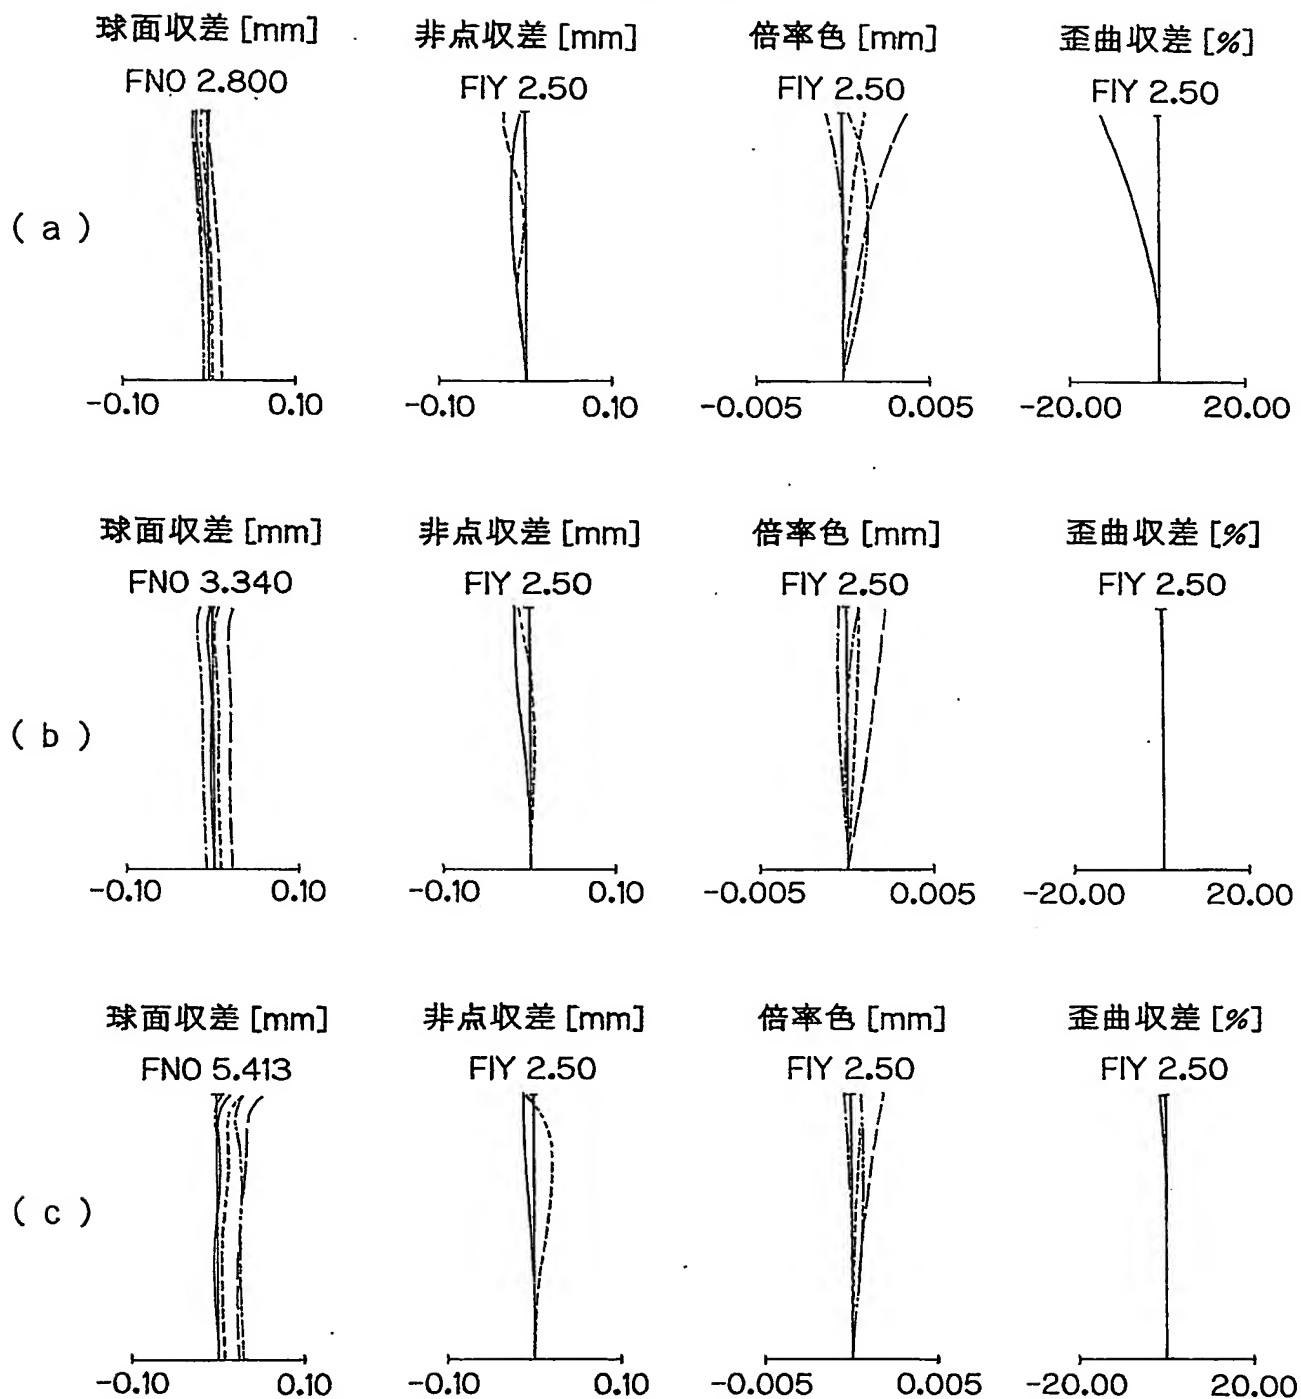 球面収差 [mm] 非点収差 [mm] 倍率色 [mm] 歪曲収差 [%]
FNO 2.800 FIY 2.50 FIY 2.50 FIY 2.50
( a )
-0.10 0.10 -0.10 0.10 -0.005 0.005 -20.00 20.00
球面収差 [mm] 非点収差 [mm] 倍率色 [mm] 歪曲収差 [%]
FNO 3.340 FIY 2.50 FIY 2.50 FIY 2.50
( b )
-0.10 0.10 -0.10 0.10 -0.005 0.005 -20.00 20.00
球面収差 [mm] 非点収差 [mm] 倍率色 [mm] 歪曲収差 [%]
FNO 5.413 FIY 2.50 FIY 2.50 FIY 2.50
( c )
-0.10 0.10 -0.10 0.10 -0.005 0.005 -20.00 20.00